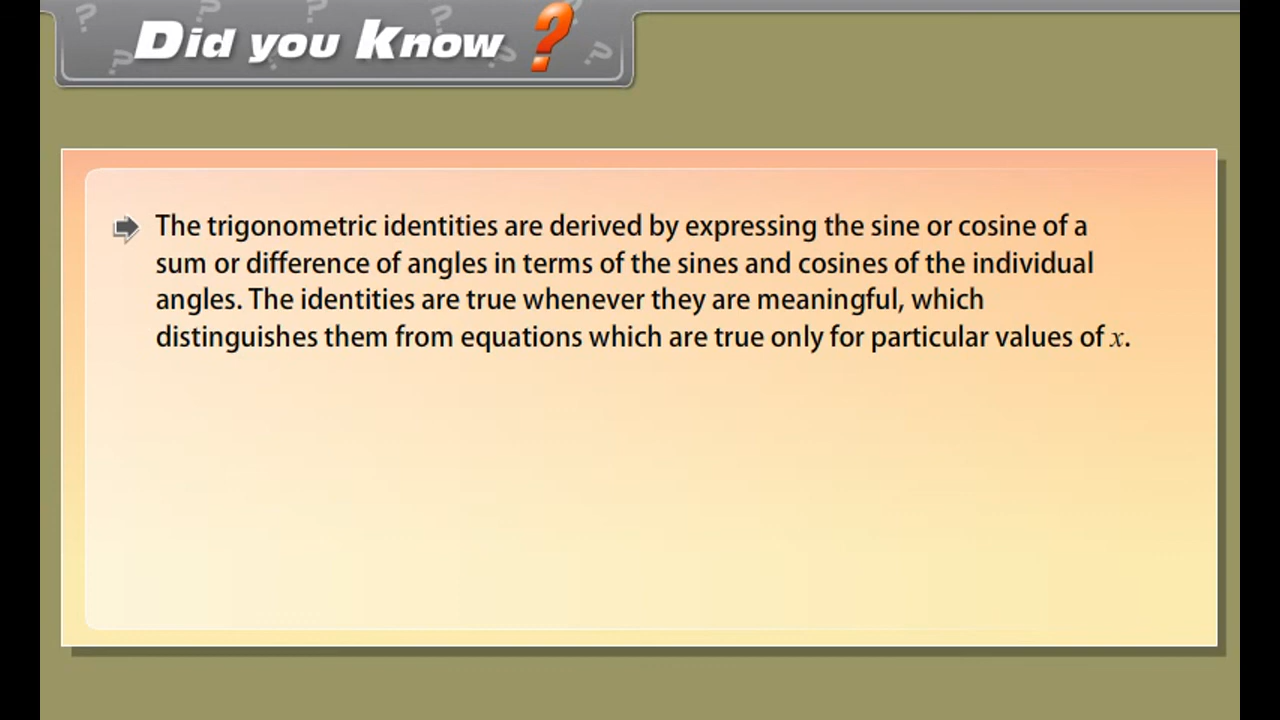 Did you Know ?
The trigonometric identities are derived by expressing the sine or cosine of a
sum or difference of angles in terms of the sines and cosines of the individual
angles. The identities are true whenever they are meaningful, which
distinguishes them from equations which are true only for particular values of x.